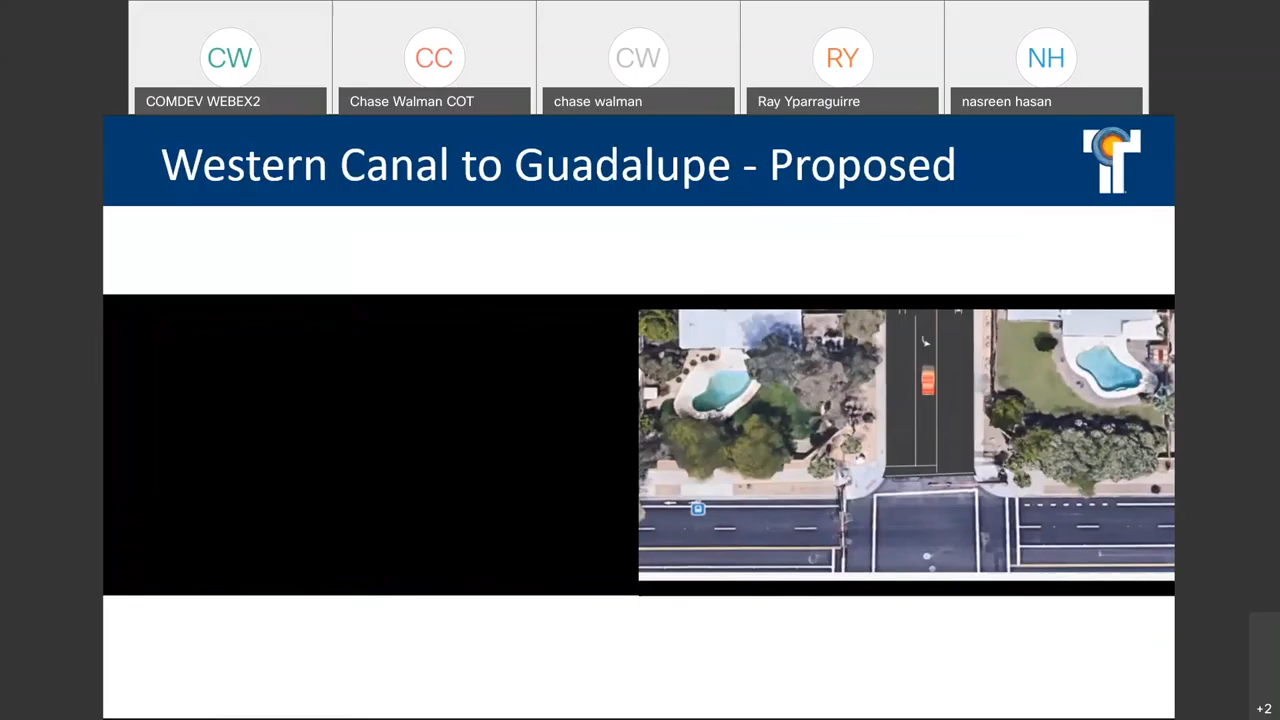 CW
CC
CW
RY
NH
COMDEV WEBEX2
Chase Walman COT
chase walman
Ray Yparraguirre
nasreen hasan
Western Canal to Guadalupe - Proposed
+2